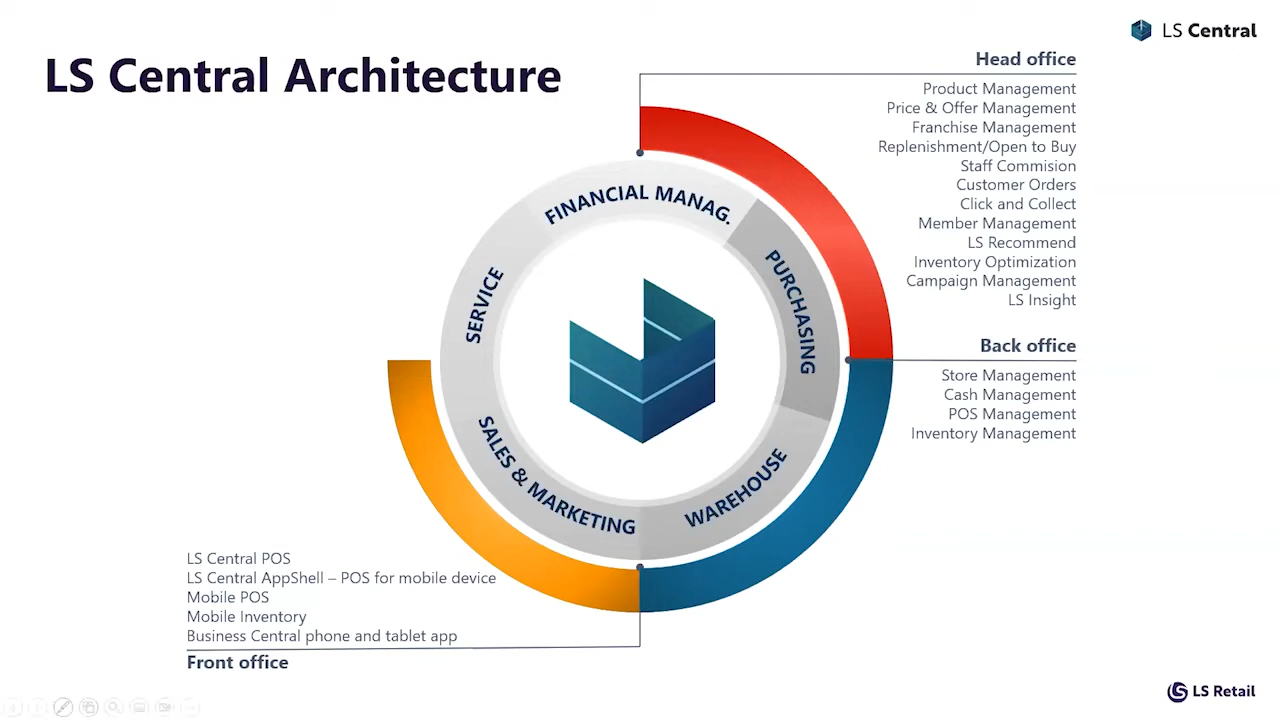 LS Central
LS Central Architecture
Head office
Product Management
Price & Offer Management
Franchise Management
Replenishment/Open to Buy
Staff Commision
Customer Orders
Click and Collect
Member Management
LS Recommend
Inventory Optimization
Campaign Management
LS Insight
FINANCIAL MANAG.
PURCHASING
SERVICE
SALES & MARKETING
WAREHOUSE
Back office
Store Management
Cash Management
POS Management
Inventory Management
LS Central POS
LS Central AppShell – POS for mobile device
Mobile POS
Mobile Inventory
Business Central phone and tablet app
Front office
LS Retail